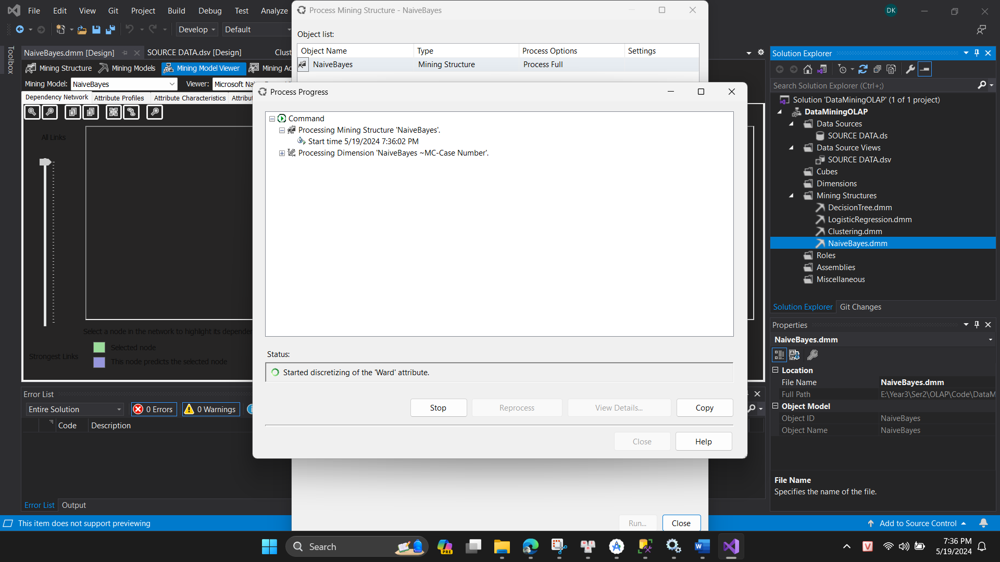 File Edit View Git Project Build Debug Test Analyze
Process Mining Structure - NaiveBayes
DK
Develop Default
Object list:
Object Name Type Process Options Settings
NaiveBayes Mining Structure Process Full
Toolbox
NaiveBayes.dmm [Design] SOURCE DATA.dsv [Design]
Mining Structure Mining Models Mining Model Viewer Mining
Mining Model: NaiveBayes Viewer: Microsoft
Dependency Network Attribute Profiles Attribute Characteristics
All Links
Strongest Links
Select a node in the network to highlight its
Selected node
This node predicts the selected node
Process Progress
Command
Processing Mining Structure 'NaiveBayes'.
Start time 5/19/2024 7:36:02 PM
Processing Dimension 'NaiveBayes ~MC-Case Number'.
Status:
Started discretizing of the 'Ward' attribute.
Stop Reprocess View Details... Copy
Close Help
Run... Close
Error List
Entire Solution 0 Errors 0 Warnings
Code Description
Error List Output
Solution Explorer
Search Solution Explorer (Ctrl+;)
Solution 'DataMiningOLAP' (1 of 1 project)
DataMiningOLAP
Data Sources
SOURCE DATA.ds
Data Source Views
SOURCE DATA.dsv
Cubes
Dimensions
Mining Structures
DecisionTree.dmm
LogisticRegression.dmm
Clustering.dmm
NaiveBayes.dmm
Roles
Assemblies
Miscellaneous
Solution Explorer Git Changes
Properties
NaiveBayes.dmm
Location
File Name NaiveBayes.dmm
Full Path E:\Year3\Ser2\OLAP\Code\DataM
Object Model
Object ID NaiveBayes
Object Name NaiveBayes
File Name
Specifies the name of the file.
This item does not support previewing
Add to Source Control
Search
PRE
7:36 PM
5/19/2024